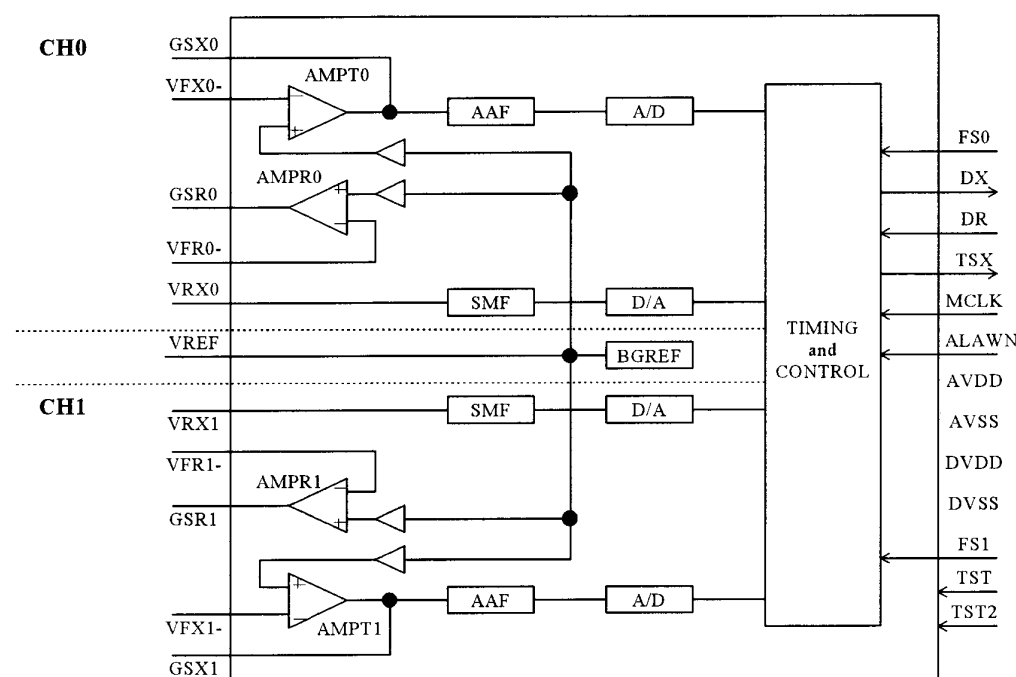 CH0
GSX0
VFX0-
AMPT0
AAF
A/D
GSR0
AMPR0
VFR0-
VRX0
SMF
D/A
VREF
BGREF
CH1
VRX1
SMF
D/A
VFR1-
AMPR1
GSR1
VFX1-
AMPT1
AAF
A/D
GSX1
TIMING
and
CONTROL
FS0
DX
DR
TSX
MCLK
ALAWN
AVDD
AVSS
DVDD
DVSS
FS1
TST
TST2